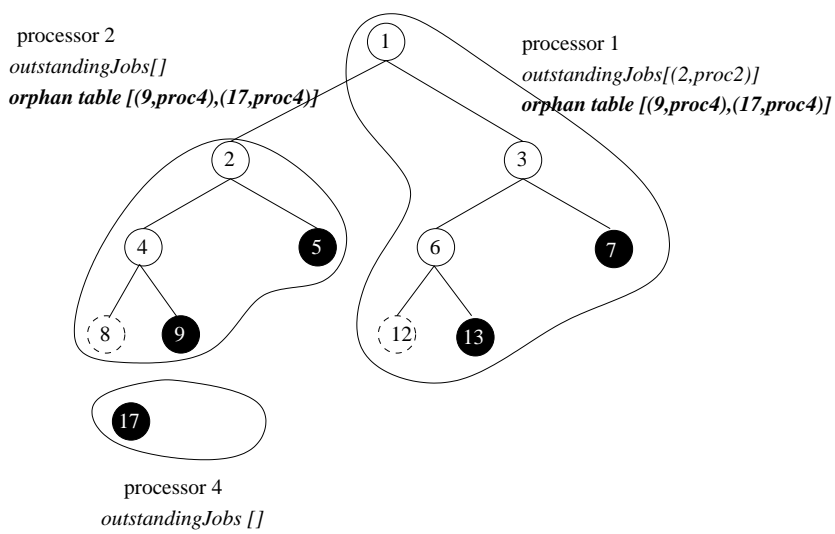 processor 2
outstandingJobs[]
orphan table [(9,proc4),(17,proc4)]
processor 1
outstandingJobs[(2,proc2)]
orphan table [(9,proc4),(17,proc4)]
1
2
3
4
5
6
7
8
9
12
13
17
processor 4
outstandingJobs []